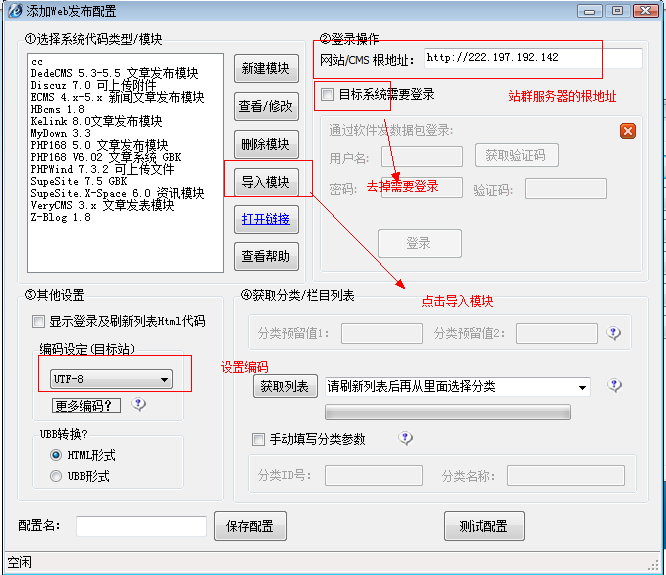 添加Web发布配置
①选择系统代码类型/模块
cc
DedeCMS 5.3-5.5 文章发布模块
Discuz 7.0 可上传附件
ECMS 4.x-5.x 新闻文章发布模块
HBcms 1.8
Kelink 8.0文章发布模块
MyDown 3.3
PHP168 5.0 文章发布模块
PHP168 V6.02 文章系统 GBK
PHPWind 7.3.2 可上传文件
SupeSite 7.5 GBK
SupeSite.X-Space 6.0 资讯模块
VeryCMS 3.x 文章发表模块
Z-Blog 1.8
新建模块
查看/修改
删除模块
导入模块
打开链接
查看帮助
②登录操作
网站/CMS 根地址:
http://222.197.192.142
目标系统需要登录
站群服务器的根地址
通过软件发数据包登录:
用户名:
获取验证码
密码:
去掉需要登录
验证码:
登录
③其他设置
显示登录及刷新列表Html代码
编码设定(目标站)
UTF-8
更多编码?
设置编码
UBB转换?
HTML形式
UBB形式
④获取分类/栏目列表
点击导入模块
分类预留值1:
分类预留值2:
获取列表
请刷新列表后再从里面选择分类
手动填写分类参数
分类ID号:
分类名称:
配置名:
保存配置
测试配置
空闲